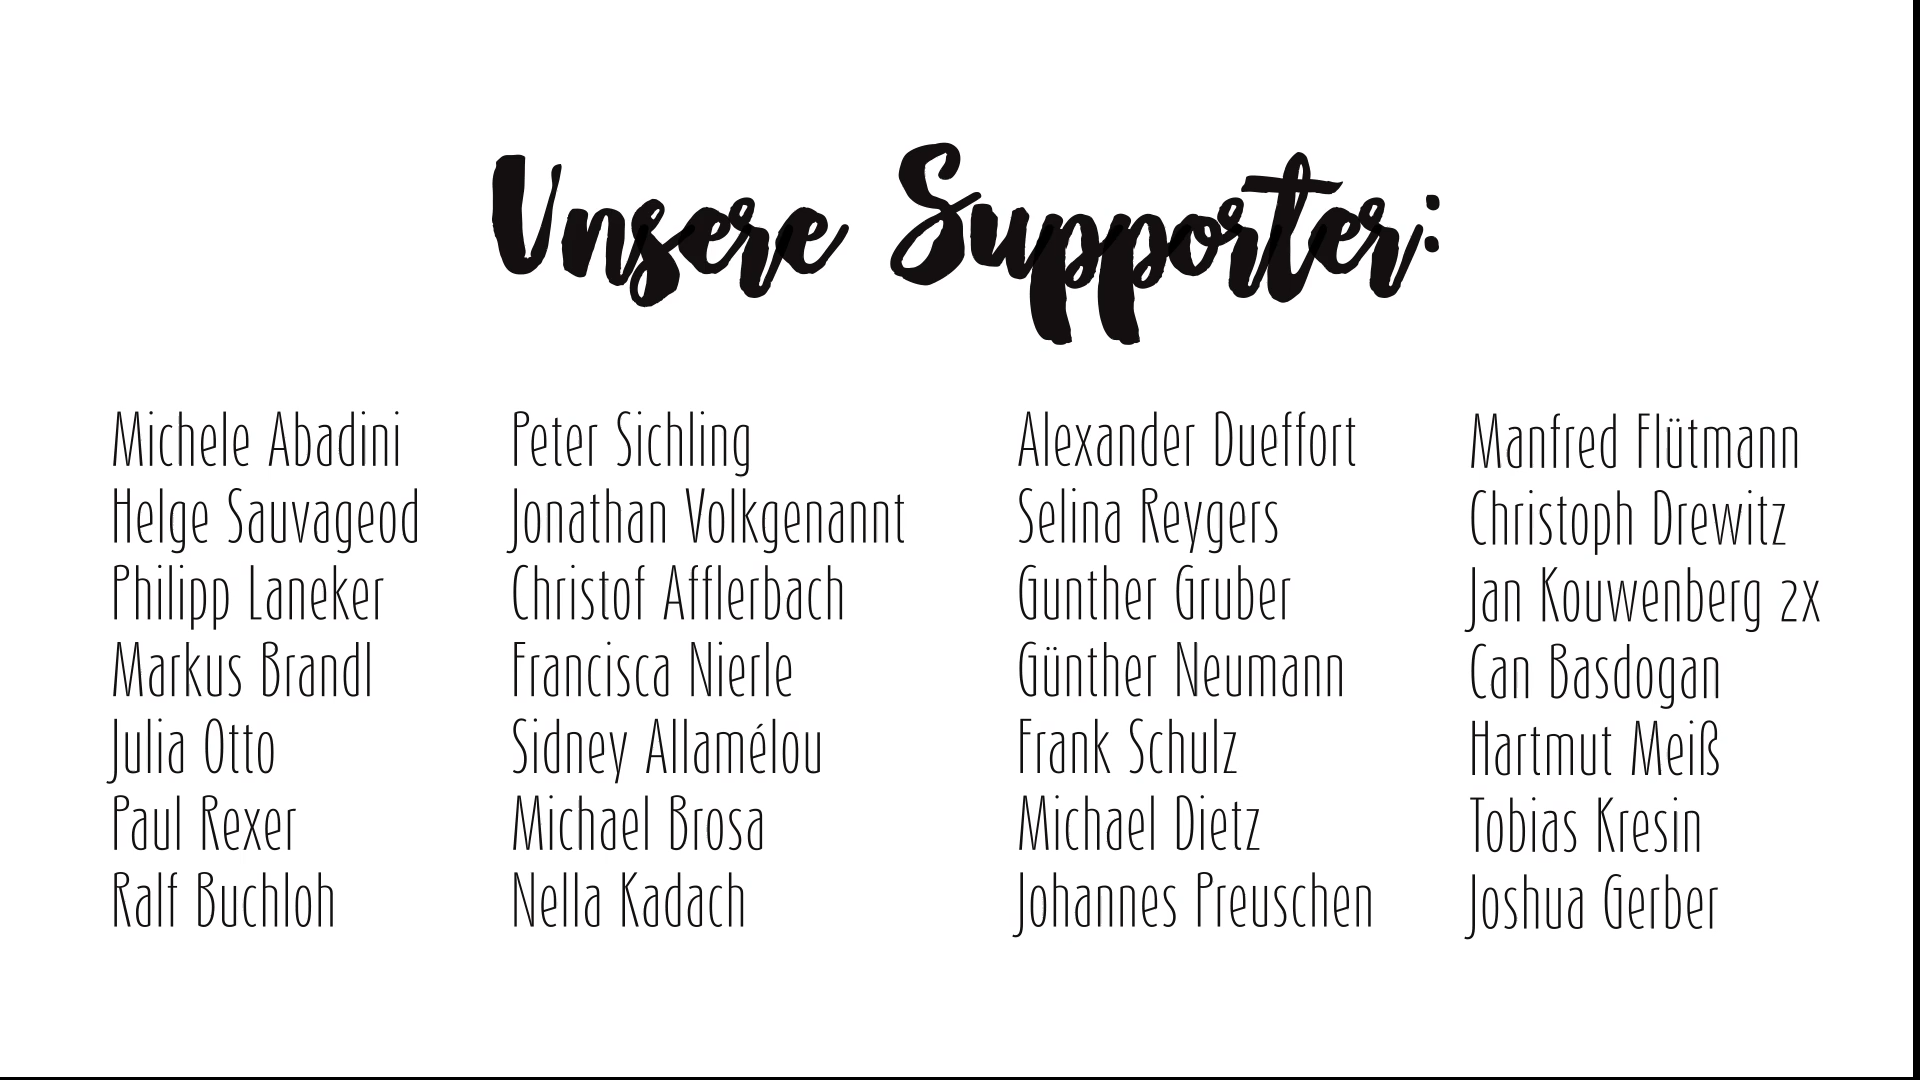 Unsere Supporter:
Michele Abadini
Helge Sauvageod
Philipp Laneker
Markus Brandl
Julia Otto
Paul Rexer
Ralf Buchloh
Peter Sichling
Jonathan Volkgenannt
Christof Afflerbach
Francisca Nierle
Sidney Allamélou
Michael Brosa
Nella Kadach
Alexander Dueffort
Selina Reygers
Gunther Gruber
Günther Neumann
Frank Schulz
Michael Dietz
Johannes Preuschen
Manfred Flütmann
Christoph Drewitz
Jan Kouwenberg 2x
Can Basdogan
Hartmut Meiß
Tobias Kresin
Joshua Gerber